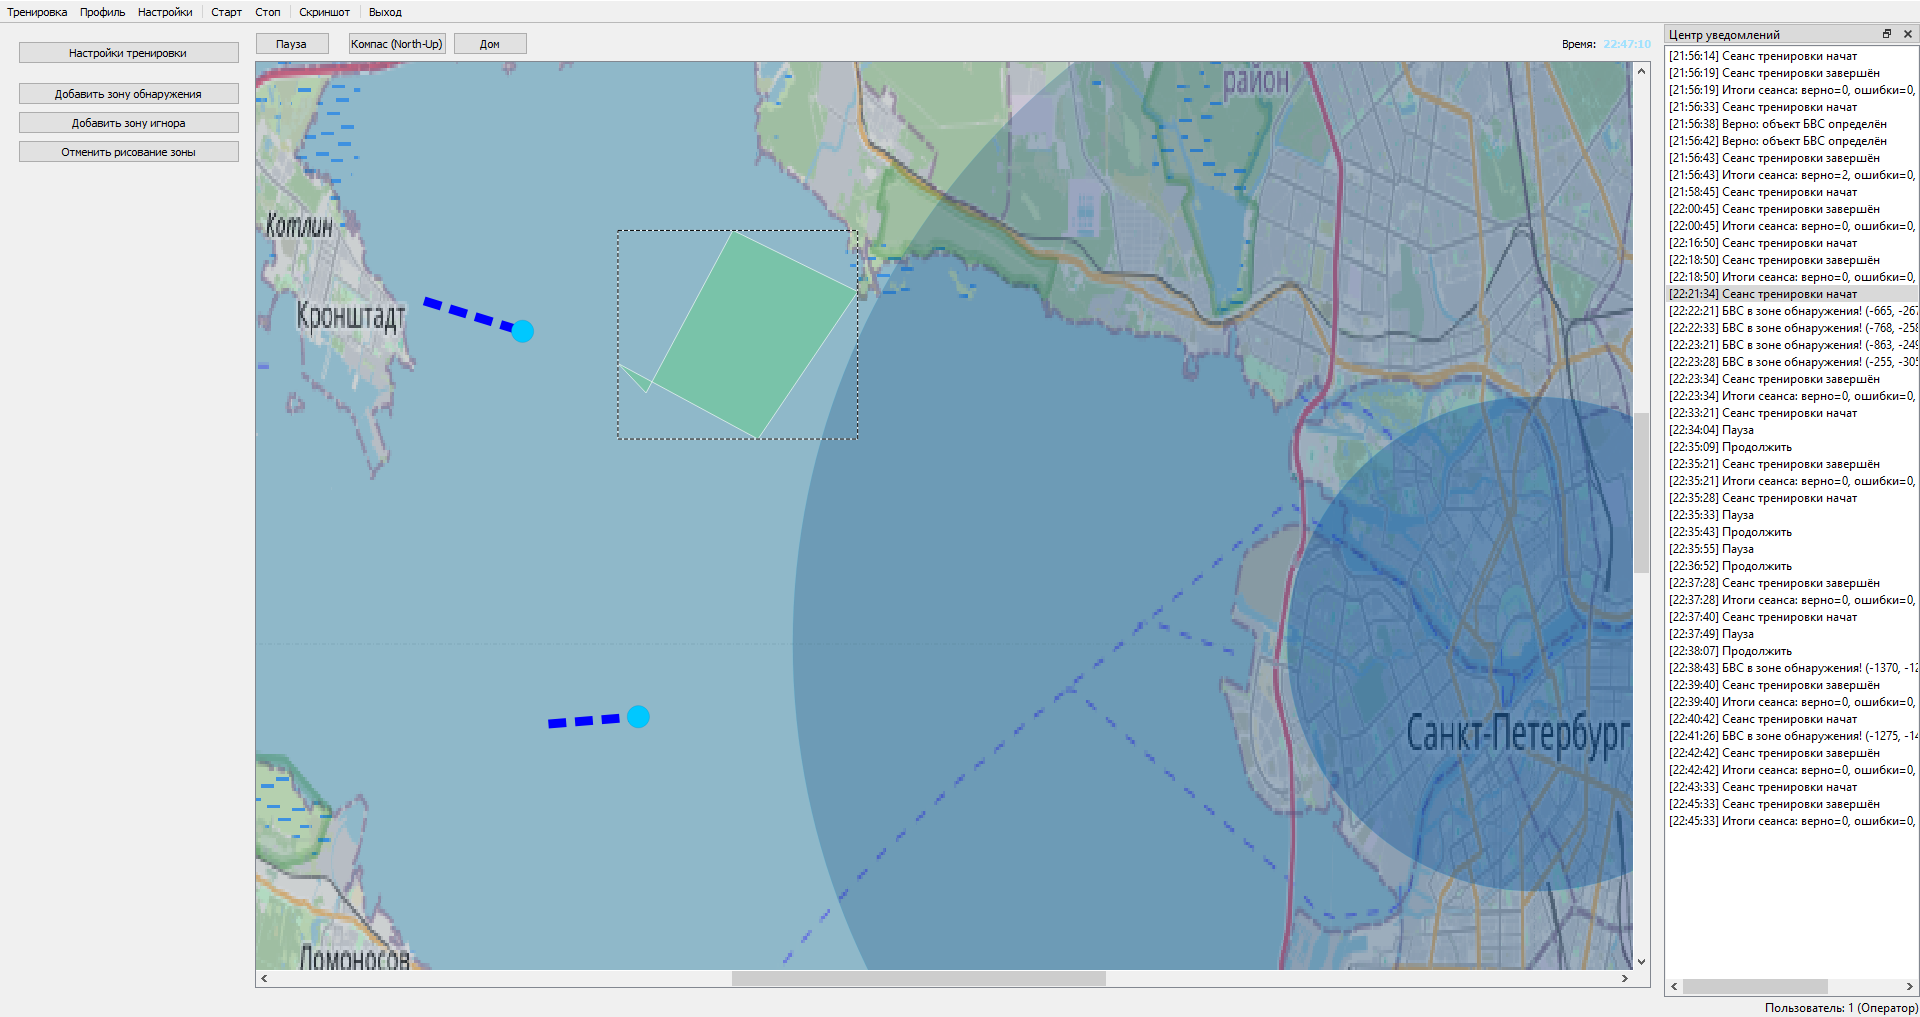 Тренировка Профиль Настройки Старт Стоп Скриншот Выход
Настройки тренировки
Добавить зону обнаружения
Добавить зону игнора
Отменить рисование зоны
Пауза Компас (North-Up) Дом
Время: 22:47:10
район
Котлин
Кронштадт
Санкт-Петербург
Ломоносов
Центр уведомлений
[21:56:14] Сеанс тренировки начат
[21:56:19] Сеанс тренировки завершён
[21:56:19] Итоги сеанса: верно=0, ошибки=0,
[21:56:33] Сеанс тренировки начат
[21:56:38] Верно: объект БВС определён
[21:56:42] Верно: объект БВС определён
[21:56:43] Сеанс тренировки завершён
[21:56:43] Итоги сеанса: верно=2, ошибки=0,
[21:58:45] Сеанс тренировки начат
[22:00:45] Сеанс тренировки завершён
[22:00:45] Итоги сеанса: верно=0, ошибки=0,
[22:16:50] Сеанс тренировки начат
[22:18:50] Сеанс тренировки завершён
[22:18:50] Итоги сеанса: верно=0, ошибки=0,
[22:21:34] Сеанс тренировки начат
[22:22:21] БВС в зоне обнаружения! (-665, -267
[22:22:33] БВС в зоне обнаружения! (-768, -258
[22:23:21] БВС в зоне обнаружения! (-863, -249
[22:23:28] БВС в зоне обнаружения! (-255, -305
[22:23:34] Сеанс тренировки завершён
[22:23:34] Итоги сеанса: верно=0, ошибки=0,
[22:33:21] Сеанс тренировки начат
[22:34:04] Пауза
[22:35:09] Продолжить
[22:35:21] Сеанс тренировки завершён
[22:35:21] Итоги сеанса: верно=0, ошибки=0,
[22:35:28] Сеанс тренировки начат
[22:35:33] Пауза
[22:35:43] Продолжить
[22:35:55] Пауза
[22:36:52] Продолжить
[22:37:28] Сеанс тренировки завершён
[22:37:28] Итоги сеанса: верно=0, ошибки=0,
[22:37:40] Сеанс тренировки начат
[22:37:49] Пауза
[22:38:07] Продолжить
[22:38:43] БВС в зоне обнаружения! (-1370, -12
[22:39:40] Сеанс тренировки завершён
[22:39:40] Итоги сеанса: верно=0, ошибки=0,
[22:40:42] Сеанс тренировки начат
[22:41:26] БВС в зоне обнаружения! (-1275, -14
[22:42:42] Сеанс тренировки завершён
[22:42:42] Итоги сеанса: верно=0, ошибки=0,
[22:43:33] Сеанс тренировки начат
[22:45:33] Сеанс тренировки завершён
[22:45:33] Итоги сеанса: верно=0, ошибки=0,
Пользователь: 1 (Оператор)